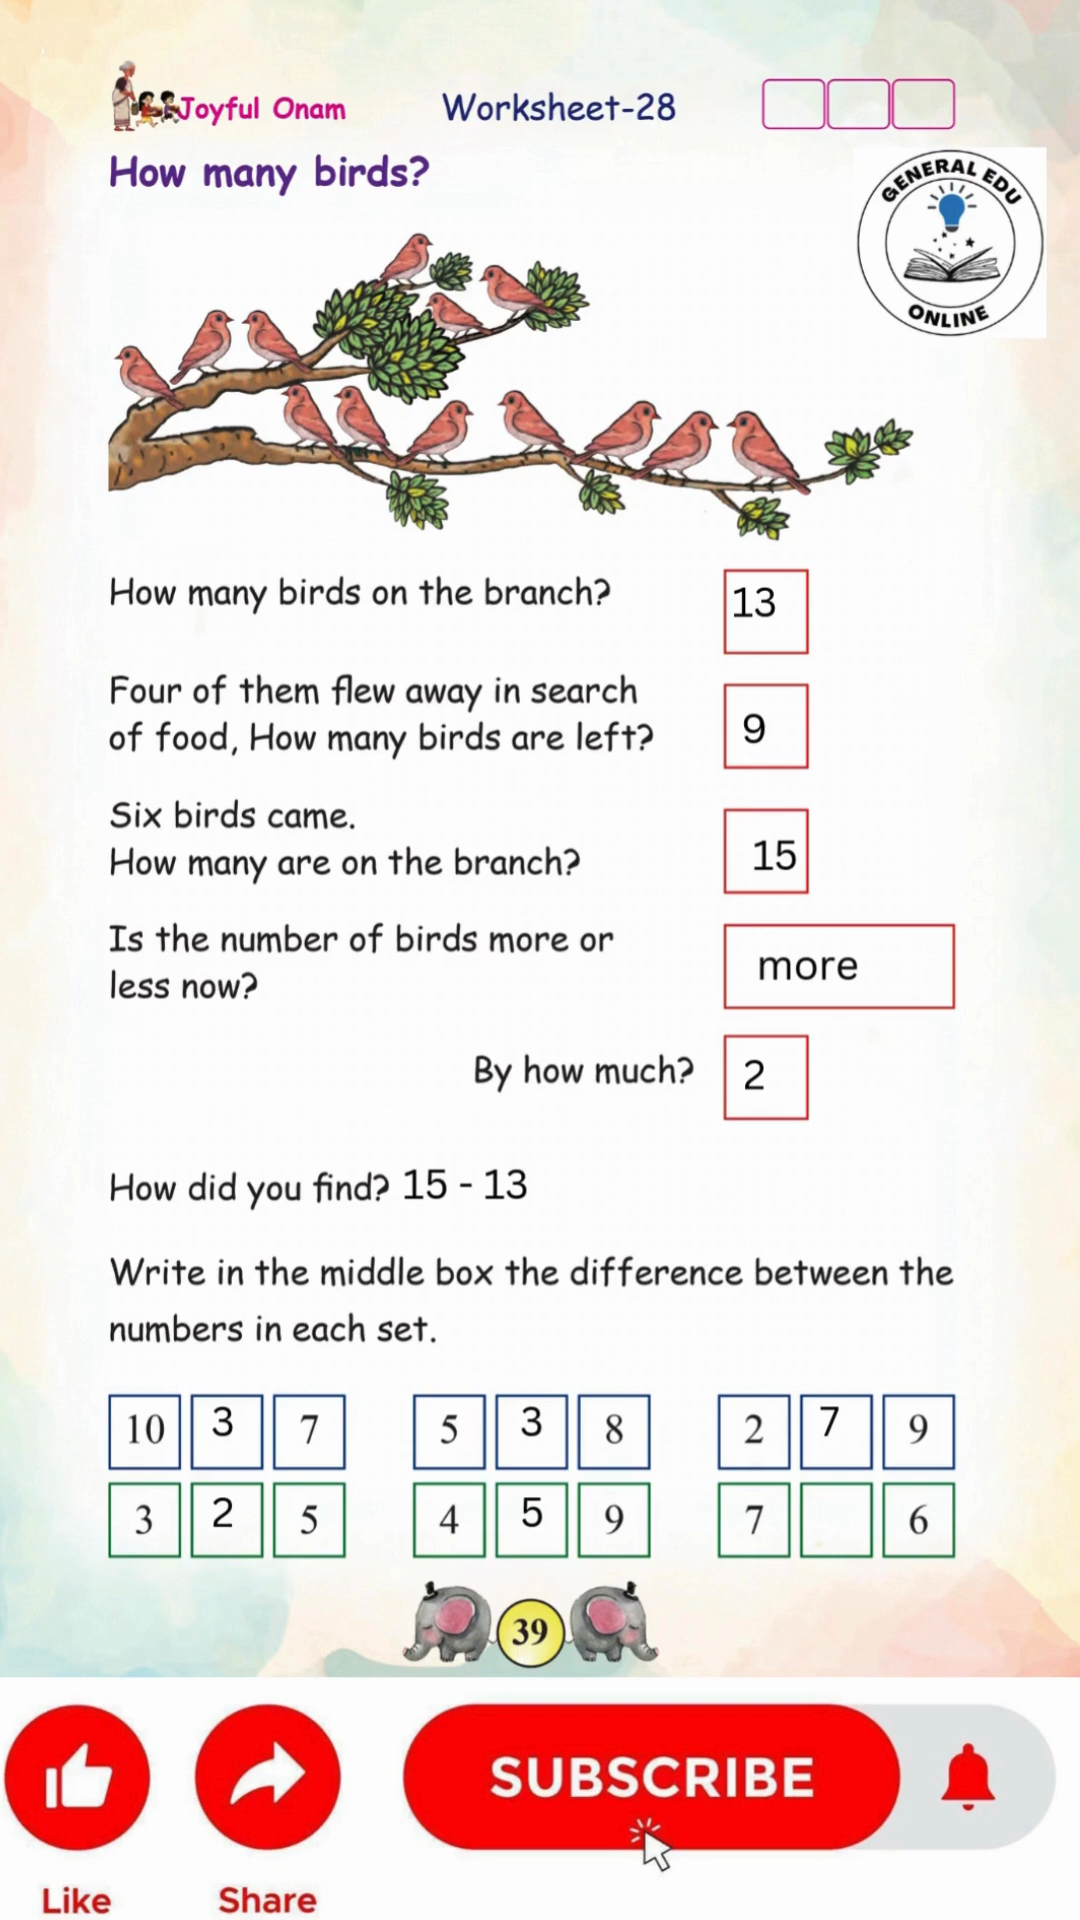 Joyful Onam Worksheet-28
How many birds?
GENERAL EDU
ONLINE
How many birds on the branch? 13
Four of them flew away in search
of food, How many birds are left? 9
Six birds came.
How many are on the branch? 15
Is the number of birds more or
less now? more
By how much? 2
How did you find? 15 - 13
Write in the middle box the difference between the
numbers in each set.
10 3 7 5 3 8 2 7 9
3 2 5 4 5 9 7 6
39
SUBSCRIBE
Like Share